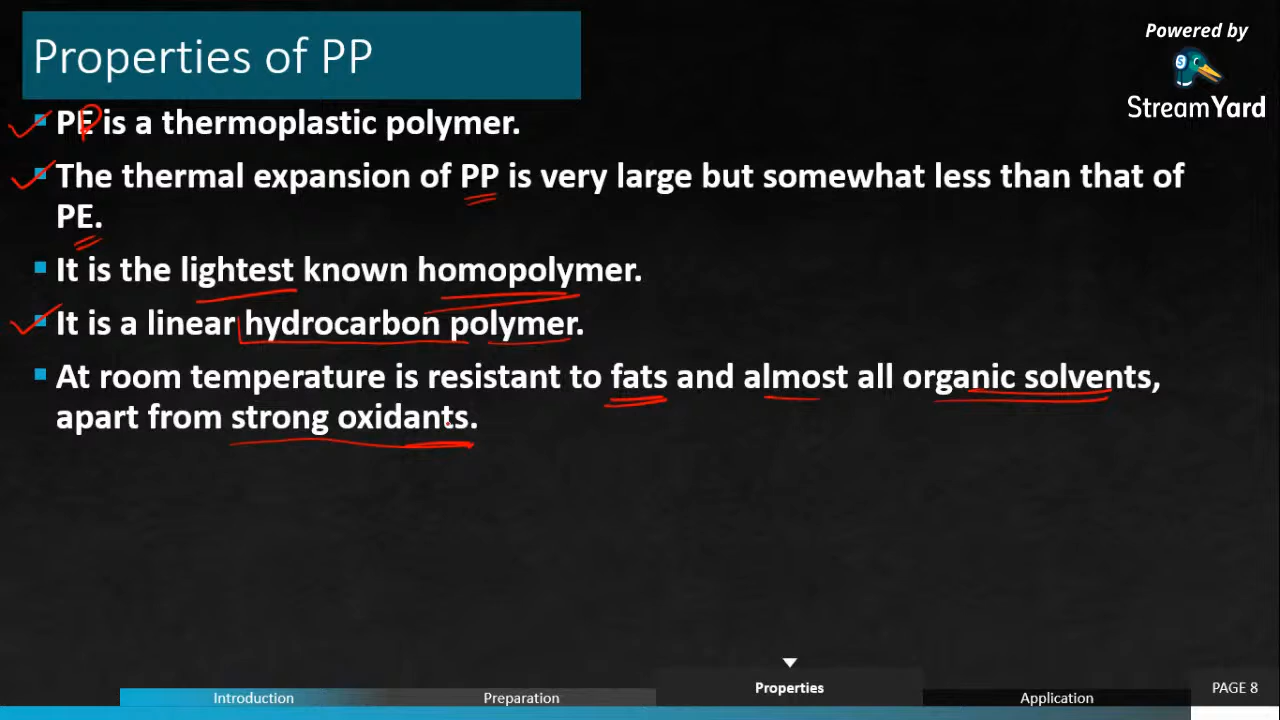 Properties of PP
Powered by
StreamYard
PE is a thermoplastic polymer.
The thermal expansion of PP is very large but somewhat less than that of
PE.
It is the lightest known homopolymer.
It is a linear hydrocarbon polymer.
At room temperature is resistant to fats and almost all organic solvents,
apart from strong oxidants.
Introduction
Preparation
Properties
Application
PAGE 8